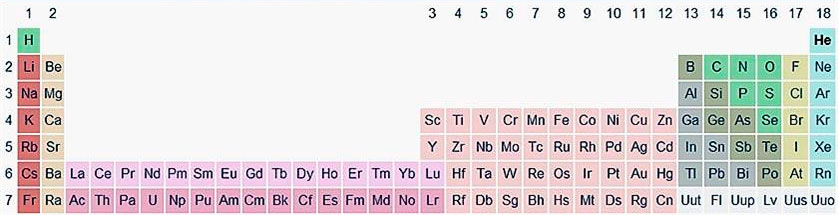 1 2 3 4 5 6 7 8 9 10 11 12 13 14 15 16 17 18
1 H He
2 Li Be B C N O F Ne
3 Na Mg Al Si P S Cl Ar
4 K Ca Sc Ti V Cr Mn Fe Co Ni Cu Zn Ga Ge As Se Br Kr
5 Rb Sr Y Zr Nb Mo Tc Ru Rh Pd Ag Cd In Sn Sb Te I Xe
6 Cs Ba La Ce Pr Nd Pm Sm Eu Gd Tb Dy Ho Er Tm Yb Lu Hf Ta W Re Os Ir Pt Au Hg Tl Pb Bi Po At Rn
7 Fr Ra Ac Th Pa U Np Pu Am Cm Bk Cf Es Fm Md No Lr Rf Db Sg Bh Hs Mt Ds Rg Cn Uut Fl Uup Lv Uus Uuo